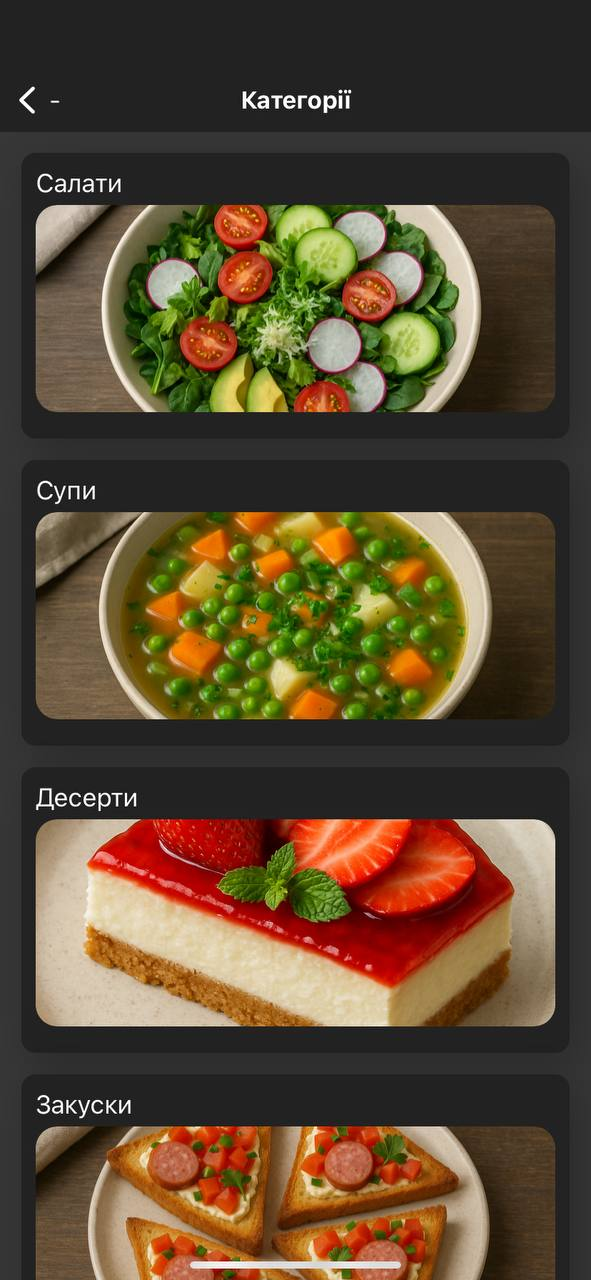 -
Категорії
Салати
Супи
Десерти
Закуски